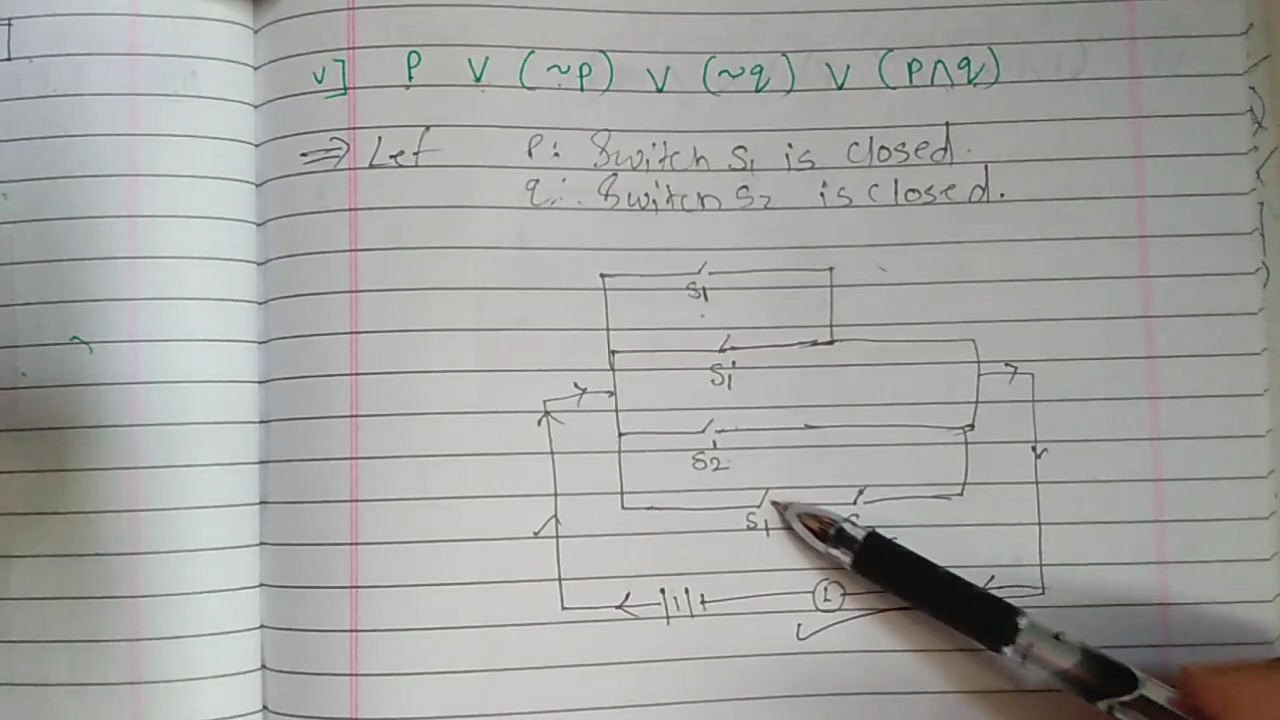 v] P ∨ (~p) ∨ (~q) ∨ (p∧q)
⇒ Let P: Switch S1 is closed.
q: Switch S2 is closed.
S1
S1'
S2'
S1 S
L